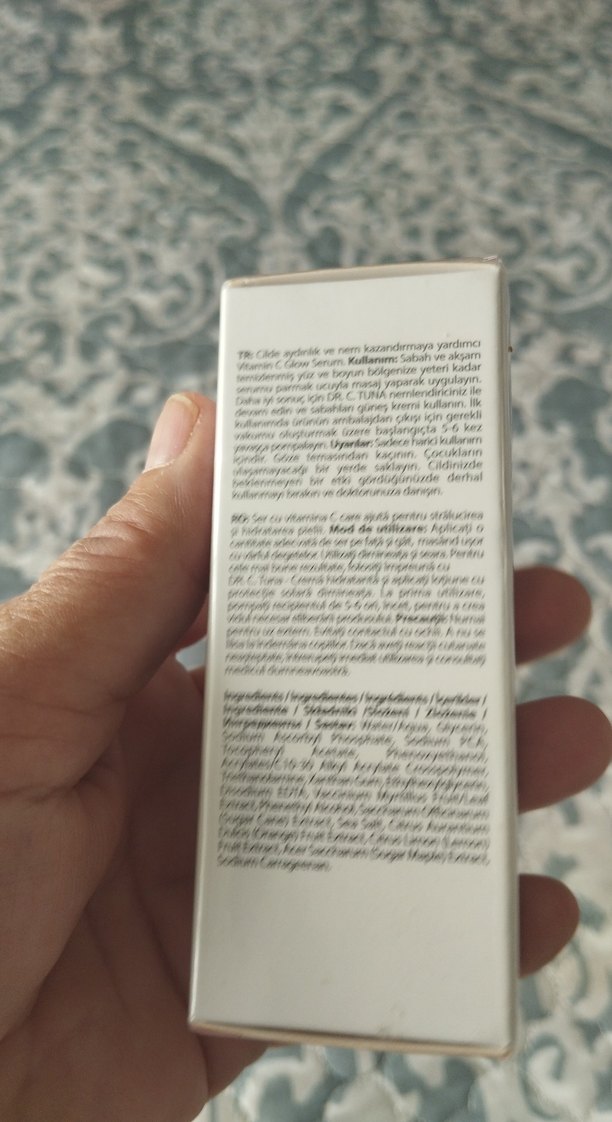 TR: Cilde aydınlık ve nem kazandırmaya yardımcı
Vitamin C Glow Serum. Kullanım: Sabah ve akşam
temizlenmiş yüz ve boyun bölgenize yeteri kadar
serumu parmak ucuyla masaj yaparak uygulayın.
Daha iyi sonuç için DR. C. TUNA nemlendiriciniz ile
devam edin ve sabahları güneş kremi kullanın. İlk
kullanımda ürünün ambalajdan çıkışı için gerekli
vakumu oluşturmak üzere başlangıçta 5-6 kez
yavaşça pompalayın. Uyarılar: Sadece harici kullanım
içindir. Göze temasından kaçının. Çocukların
ulaşamayacağı bir yerde saklayın. Cildinizde
beklenmeyen bir etki gördüğünüzde derhal
kullanmayı bırakın ve doktorunuza danışın.
RO: Ser cu vitamina C care ajută pentru strălucirea
și hidratarea pielii. Mod de utilizare: Aplicați o
cantitate adecvată de ser pe față și gât, masând ușor
cu vârful degetelor. Utilizați dimineața și seara. Pentru
cele mai bune rezultate, folosiți împreună cu
DR. C. Tuna - Cremă hidratantă și aplicați loțiune cu
protecție solară dimineața. La prima utilizare,
pompați recipientul de 5-6 ori, încet, pentru a crea
vidul necesar eliberării produsului. Precauții: Numai
pentru uz extern. Evitați contactul cu ochii. A nu se
lăsa la îndemâna copiilor. Dacă aveți reacții cutanate
neașteptate, întrerupeți imediat utilizarea și consultați
medicul dumneavoastră.
Ingredients / Ingredientes / Ingrédients / İçerikler /
Ingrediente / Składniki / Složení / Zloženie /
Water/Aqua, Glycerin,
Sodium Ascorbyl Phosphate, Sodium PCA,
Tocopheryl Acetate, Phenoxyethanol,
Acrylates/C10-30 Alkyl Acrylate Crosspolymer,
Triethanolamine, Xanthan Gum, Ethylhexylglycerin,
Disodium EDTA, Vaccinium Myrtillus Fruit/Leaf
Extract, Phenethyl Alcohol, Saccharum Officinarum
(Sugar Cane) Extract, Sea Salt, Citrus Aurantium
Dulcis (Orange) Fruit Extract, Citrus Limon (Lemon)
Fruit Extract, Acer Saccharum (Sugar Maple) Extract,
Sodium Carrageenan.